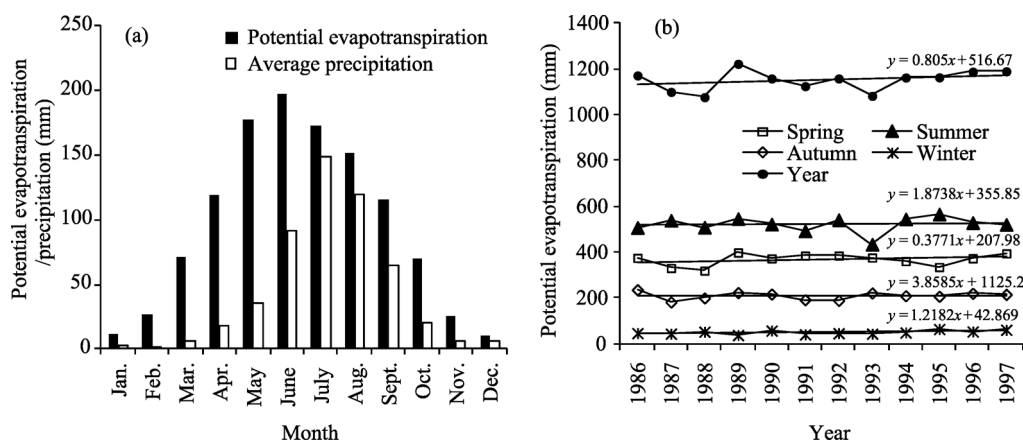 (a)
Potential evapotranspiration
Average precipitation
Potential evapotranspiration
/precipitation (mm)
250
200
150
100
50
0
Jan.
Feb.
Mar.
Apr.
May
June
July
Aug.
Sept.
Oct.
Nov.
Dec.
Month
(b)
Potential evapotranspiration (mm)
1400
1200
1000
800
600
400
200
0
y = 0.805x+516.67
Spring
Summer
Autumn
Winter
Year
y = 1.8738x+355.85
y = 0.3771x+207.98
y = 3.8585x + 1125.2
y = 1.2182x+42.869
1986
1987
1988
1989
1990
1991
1992
1993
1994
1995
1996
1997
Year